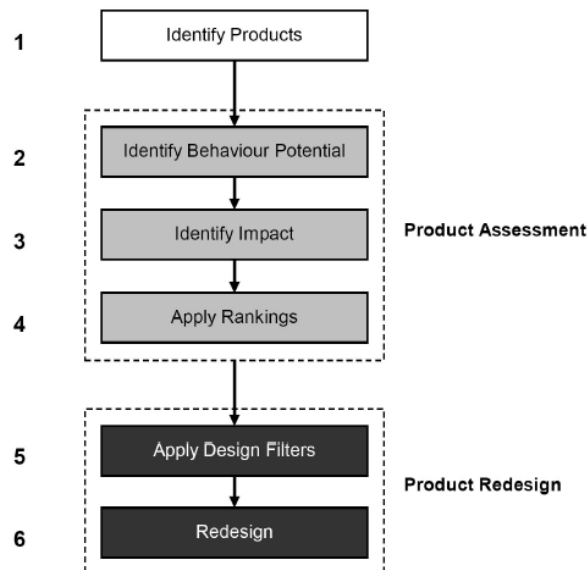 1
Identify Products
2
Identify Behaviour Potential
3
Identify Impact
Product Assessment
4
Apply Rankings
5
Apply Design Filters
Product Redesign
6
Redesign